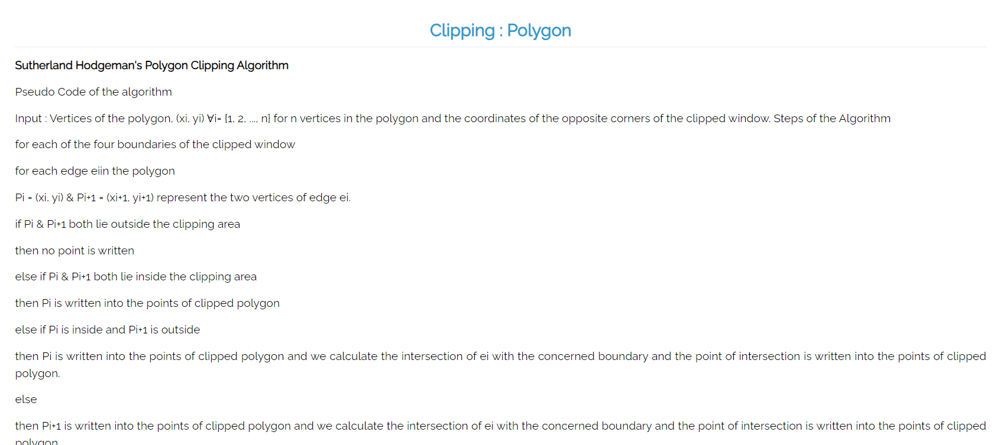 Clipping : Polygon
Sutherland Hodgeman's Polygon Clipping Algorithm
Pseudo Code of the algorithm
Input : Vertices of the polygon, (xi, yi) ∀i= {1, 2, ..., n} for n vertices in the polygon and the coordinates of the opposite corners of the clipped window. Steps of the Algorithm
for each of the four boundaries of the clipped window
for each edge eiin the polygon
Pi = (xi, yi) & Pi+1 = (xi+1, yi+1) represent the two vertices of edge ei.
if Pi & Pi+1 both lie outside the clipping area
then no point is written
else if Pi & Pi+1 both lie inside the clipping area
then Pi is written into the points of clipped polygon
else if Pi is inside and Pi+1 is outside
then Pi is written into the points of clipped polygon and we calculate the intersection of ei with the concerned boundary and the point of intersection is written into the points of clipped
polygon.
else
then Pi+1 is written into the points of clipped polygon and we calculate the intersection of ei with the concerned boundary and the point of intersection is written into the points of clipped
polygon